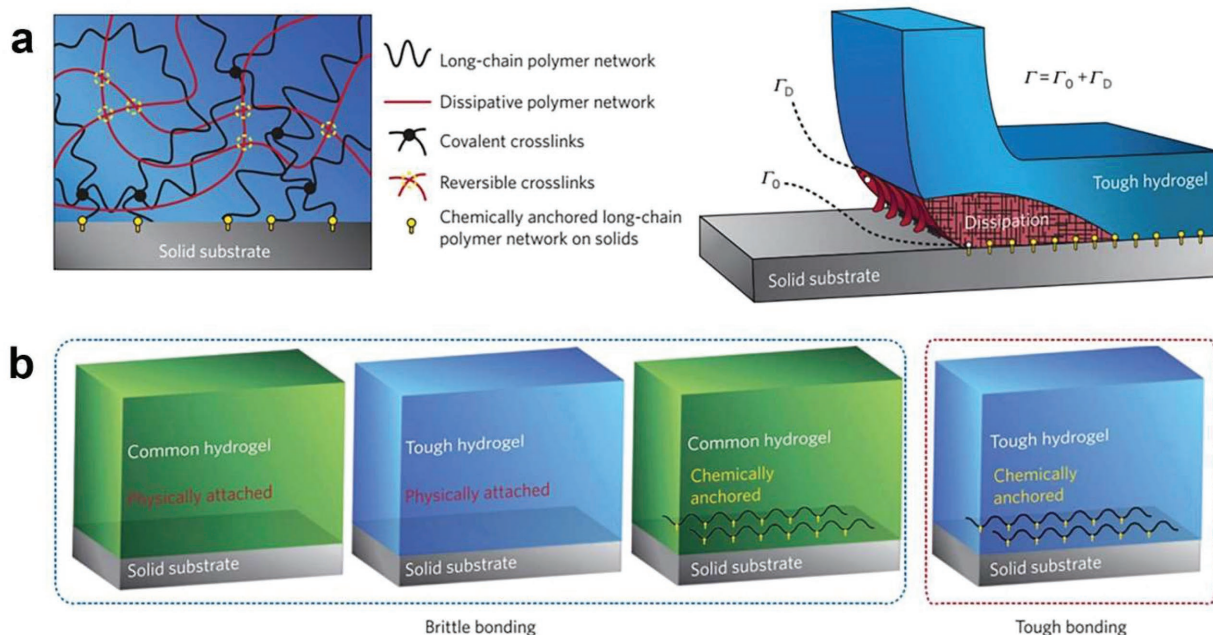 a
Long-chain polymer network
Dissipative polymer network
Covalent crosslinks
Reversible crosslinks
Chemically anchored long-chain
polymer network on solids
Solid substrate
Γ = Γ0 + ΓD
ΓD
Γ0
Tough hydrogel
Dissipation
Solid substrate
b
Common hydrogel
Physically attached
Solid substrate
Tough hydrogel
Physically attached
Solid substrate
Common hydrogel
Chemically
anchored
Solid substrate
Tough hydrogel
Chemically
anchored
Solid substrate
Brittle bonding
Tough bonding